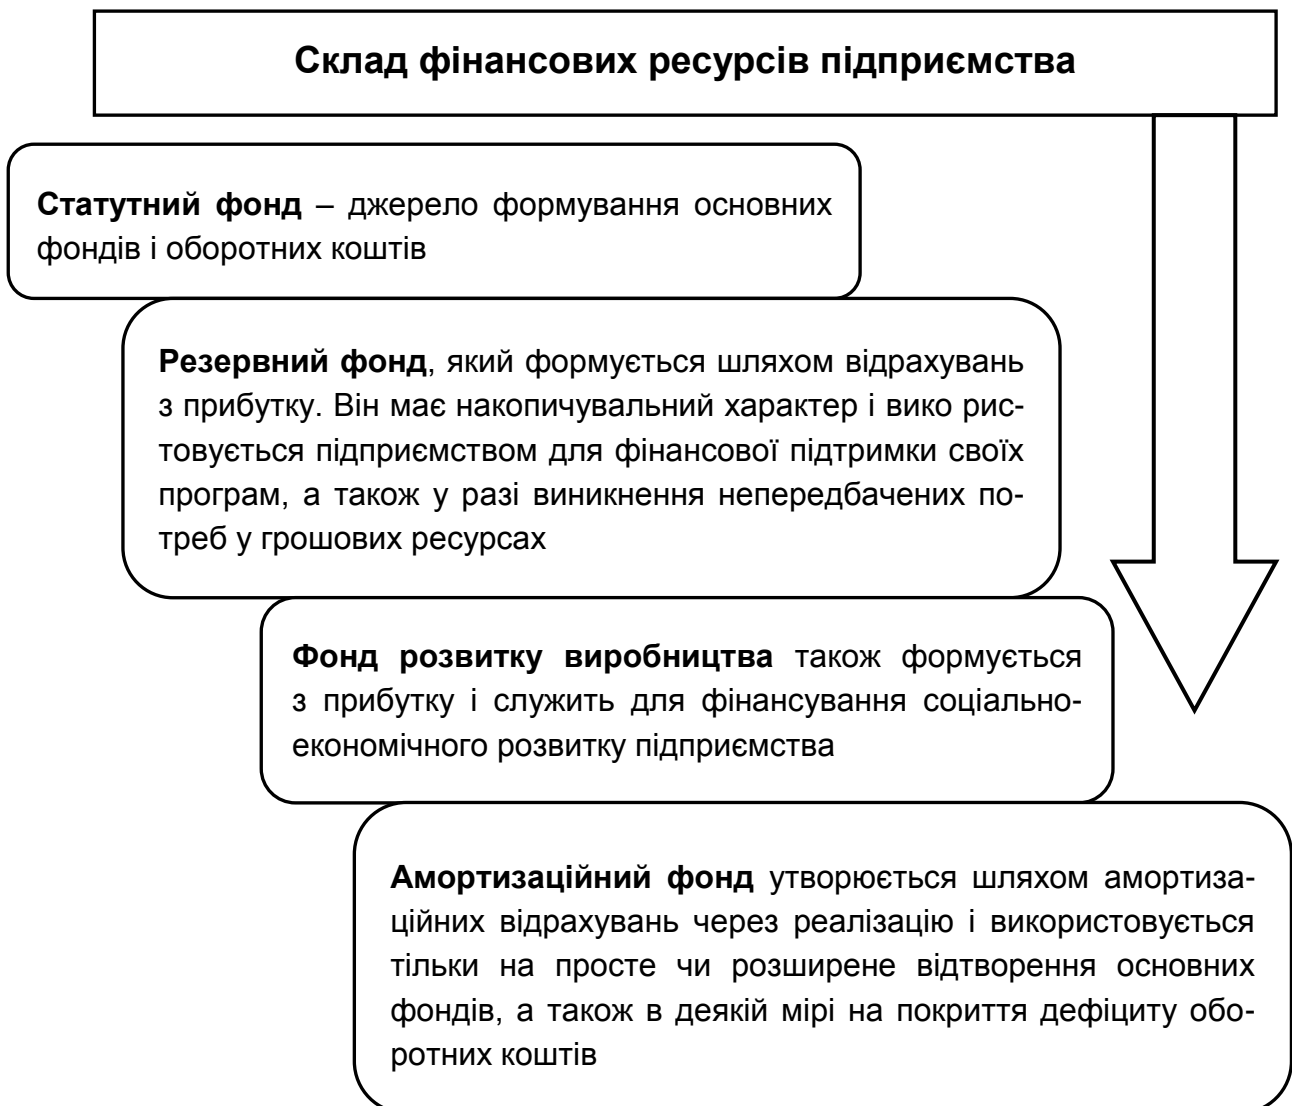 Склад фінансових ресурсів підприємства
Статутний фонд – джерело формування основних
фондів і оборотних коштів
Резервний фонд, який формується шляхом відрахувань
з прибутку. Він має накопичувальний характер і вико рис-
товується підприємством для фінансової підтримки своїх
програм, а також у разі виникнення непередбачених по-
треб у грошових ресурсах
Фонд розвитку виробництва також формується
з прибутку і служить для фінансування соціально-
економічного розвитку підприємства
Амортизаційний фонд утворюється шляхом амортиза-
ційних відрахувань через реалізацію і використовується
тільки на просте чи розширене відтворення основних
фондів, а також в деякій мірі на покриття дефіциту обо-
ротних коштів